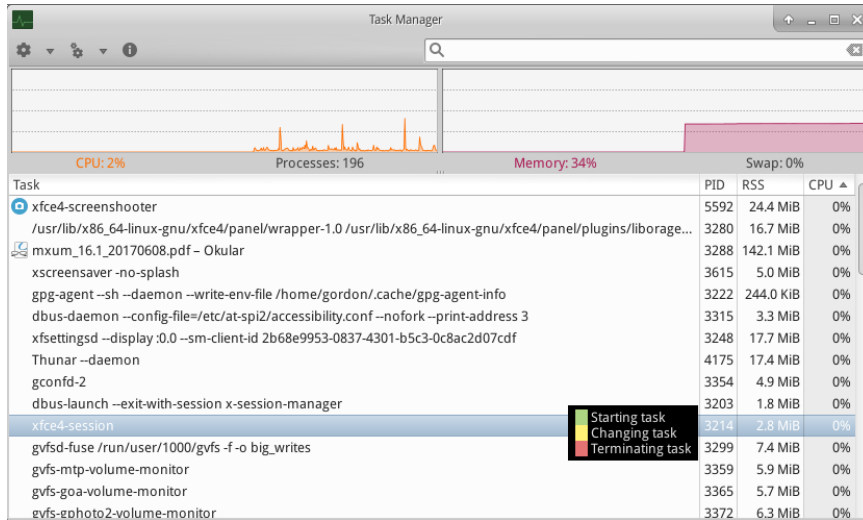 Task Manager
CPU: 2% Processes: 196 Memory: 34% Swap: 0%
Task PID RSS CPU
xfce4-screenshooter 5592 24.4 MiB 0%
/usr/lib/x86_64-linux-gnu/xfce4/panel/wrapper-1.0 /usr/lib/x86_64-linux-gnu/xfce4/panel/plugins/liborage... 3280 16.7 MiB 0%
mxum_16.1_20170608.pdf – Okular 3288 142.1 MiB 0%
xscreensaver -no-splash 3615 5.0 MiB 0%
gpg-agent --sh --daemon --write-env-file /home/gordon/.cache/gpg-agent-info 3222 244.0 KiB 0%
dbus-daemon --config-file=/etc/at-spi2/accessibility.conf --nofork --print-address 3 3315 3.3 MiB 0%
xfsettingsd --display :0.0 --sm-client-id 2b68e9953-0837-4301-b5c3-0c8ac2d07cdf 3248 17.7 MiB 0%
Thunar --daemon 4175 17.4 MiB 0%
gconfd-2 3354 4.9 MiB 0%
dbus-launch --exit-with-session x-session-manager 3203 1.8 MiB 0%
xfce4-session 3214 2.8 MiB 0%
Starting task
Changing task
Terminating task
gvfsd-fuse /run/user/1000/gvfs -f -o big_writes 3299 7.4 MiB 0%
gvfs-mtp-volume-monitor 3359 5.9 MiB 0%
gvfs-goa-volume-monitor 3365 5.7 MiB 0%
gvfs-gphoto2-volume-monitor 3372 6.3 MiB 0%